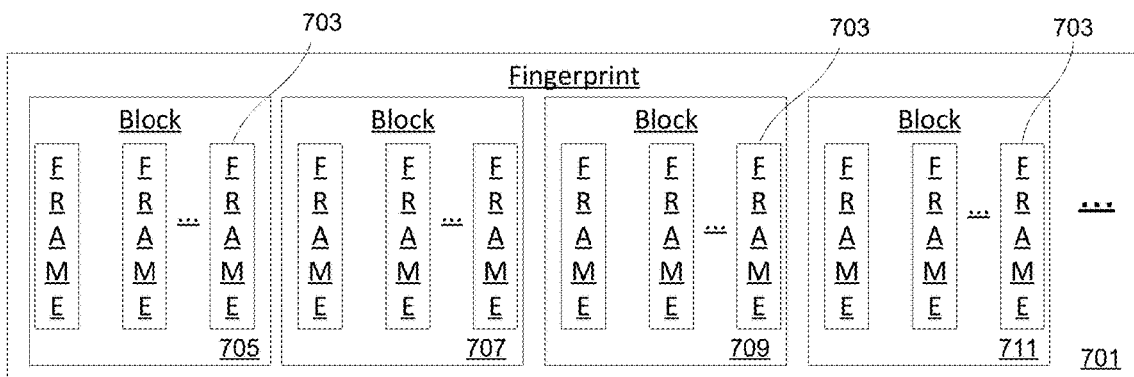 703 703 703
Fingerprint
Block Block Block Block
F F F F F F F F F F F F
R R R R R R R R R R R R
A A ... A A A ... A A A ... A A A ... A ...
M M M M M M M M M M M M
E E E E E E E E E E E E
705 707 709 711 701